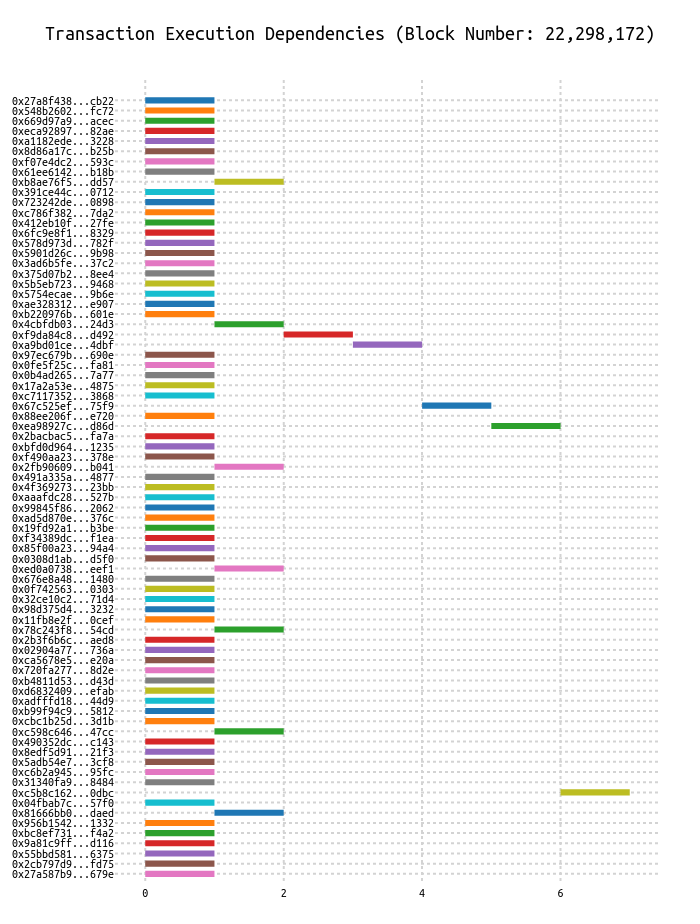 Transaction Execution Dependencies (Block Number: 22,298,172)
0x27a8f438...cb22
0x548b2602...fc72
0x669d97a9...acec
0xeca92897...82ae
0xa1182ede...3228
0x8d86a17c...b25b
0xf07e4dc2...593c
0x61ee6142...b18b
0xb8ae76f5...dd57
0x391ce44c...0712
0x723242de...0898
0xc786f382...7da2
0x412eb10f...27fe
0x6fc9e8f1...8329
0x578d973d...782f
0x5901d26c...9b98
0x3ad6b5fe...37c2
0x375d07b2...8ee4
0x5b5eb723...9468
0x5754ecae...9b6e
0xae328312...e907
0xb220976b...601e
0x4cbfdb03...24d3
0xf9da84c8...d492
0xa9bd01ce...4dbf
0x97ec679b...690e
0x0fe5f25c...fa81
0x0b4ad265...7a77
0x17a2a53e...4875
0xc7117352...3868
0x67c525ef...75f9
0x88ee206f...e720
0xea98927c...d86d
0x2bacbac5...fa7a
0xbfd0d964...1235
0xf490aa23...378e
0x2fb90609...b041
0x491a335a...4877
0x4f369273...23bb
0xaaafdc28...527b
0x99845f86...2062
0xad5d870e...376c
0x19fd92a1...b3be
0xf34389dc...f1ea
0x85f00a23...94a4
0x0308d1ab...d5f0
0xed0a0738...eef1
0x676e8a48...1480
0x0f742563...0303
0x32ce10c2...71d4
0x98d375d4...3232
0x11fb8e2f...0cef
0x78c243f8...54cd
0x2b3f6b6c...aed8
0x02904a77...736a
0xca5678e5...e20a
0x720fa277...8d2e
0xb4811d53...d43d
0xd6832409...efab
0xadfffd18...44d9
0xb99f94c9...5812
0xcbc1b25d...3d1b
0xc598c646...47cc
0x490352dc...c143
0x8edf5d91...21f3
0x5adb54e7...3cf8
0xc6b2a945...95fc
0x31340fa9...8484
0xc5b8c162...0dbc
0x04fbab7c...57f0
0x81666bb0...daed
0x956b1542...1332
0xbc8ef731...f4a2
0x9a81c9ff...d116
0x55bbd581...6375
0x2cb797d9...fd75
0x27a587b9...679e
0 2 4 6